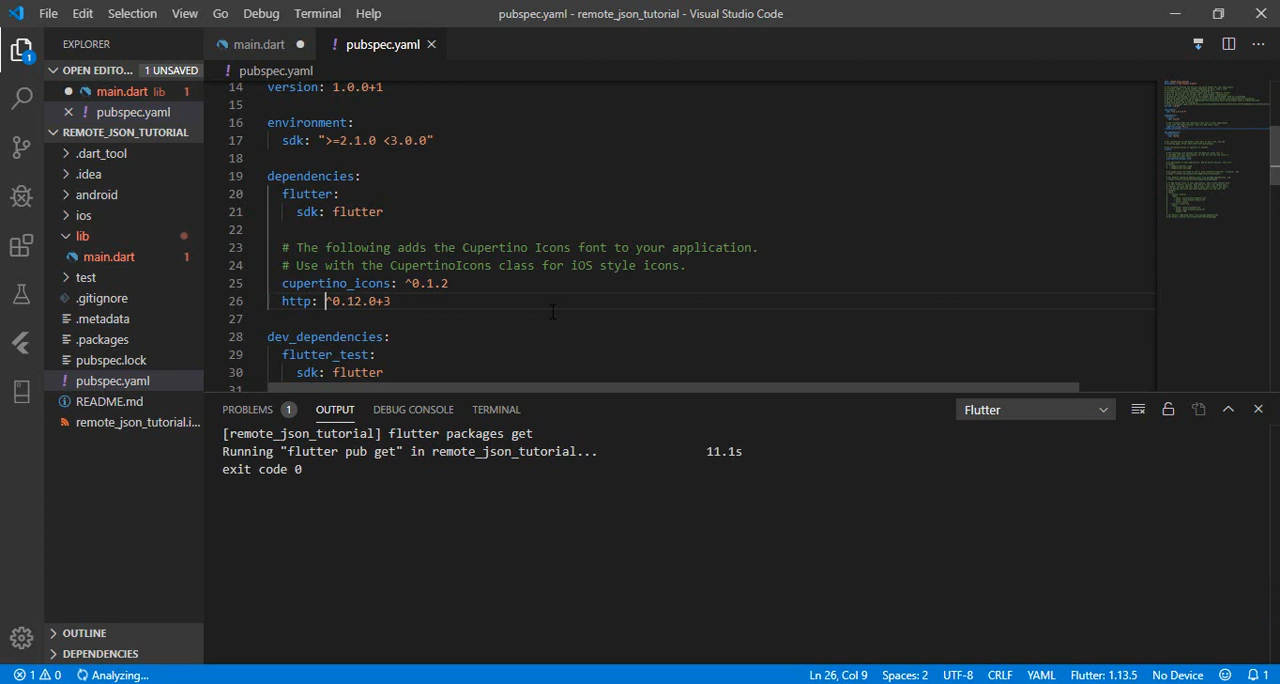 File Edit Selection View Go Debug Terminal Help pubspec.yaml - remote_json_tutorial - Visual Studio Code
EXPLORER
OPEN EDITO... 1 UNSAVED
main.dart lib 1
pubspec.yaml
REMOTE_JSON_TUTORIAL
.dart_tool
.idea
android
ios
lib
main.dart 1
test
.gitignore
.metadata
.packages
pubspec.lock
pubspec.yaml
README.md
remote_json_tutorial.i...
OUTLINE
DEPENDENCIES
main.dart pubspec.yaml
pubspec.yaml
14 version: 1.0.0+1
15
16 environment:
17 sdk: ">=2.1.0 <3.0.0"
18
19 dependencies:
20 flutter:
21 sdk: flutter
22
23 # The following adds the Cupertino Icons font to your application.
24 # Use with the CupertinoIcons class for iOS style icons.
25 cupertino_icons: ^0.1.2
26 http: ^0.12.0+3
27
28 dev_dependencies:
29 flutter_test:
30 sdk: flutter
31
PROBLEMS 1 OUTPUT DEBUG CONSOLE TERMINAL Flutter
[remote_json_tutorial] flutter packages get
Running "flutter pub get" in remote_json_tutorial... 11.1s
exit code 0
1 0 Analyzing... Ln 26, Col 9 Spaces: 2 UTF-8 CRLF YAML Flutter: 1.13.5 No Device 1